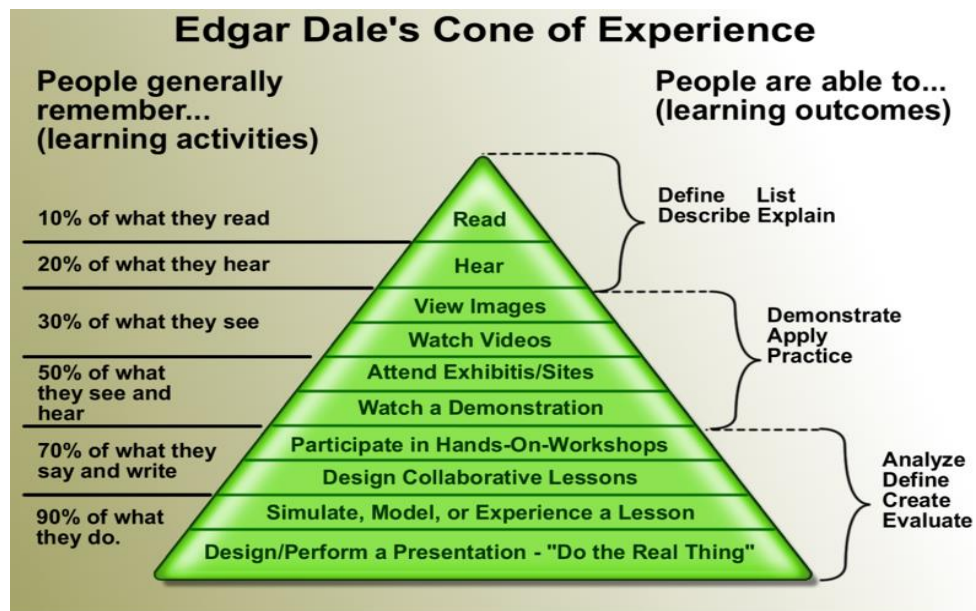 Edgar Dale's Cone of Experience
People generally
remember...
(learning activities)
People are able to...
(learning outcomes)
10% of what they read
20% of what they hear
30% of what they see
50% of what
they see and
hear
70% of what they
say and write
90% of what
they do.
Read
Hear
View Images
Watch Videos
Attend Exhibitis/Sites
Watch a Demonstration
Participate in Hands-On-Workshops
Design Collaborative Lessons
Simulate, Model, or Experience a Lesson
Design/Perform a Presentation - "Do the Real Thing"
Define List
Describe Explain
Demonstrate
Apply
Practice
Analyze
Define
Create
Evaluate